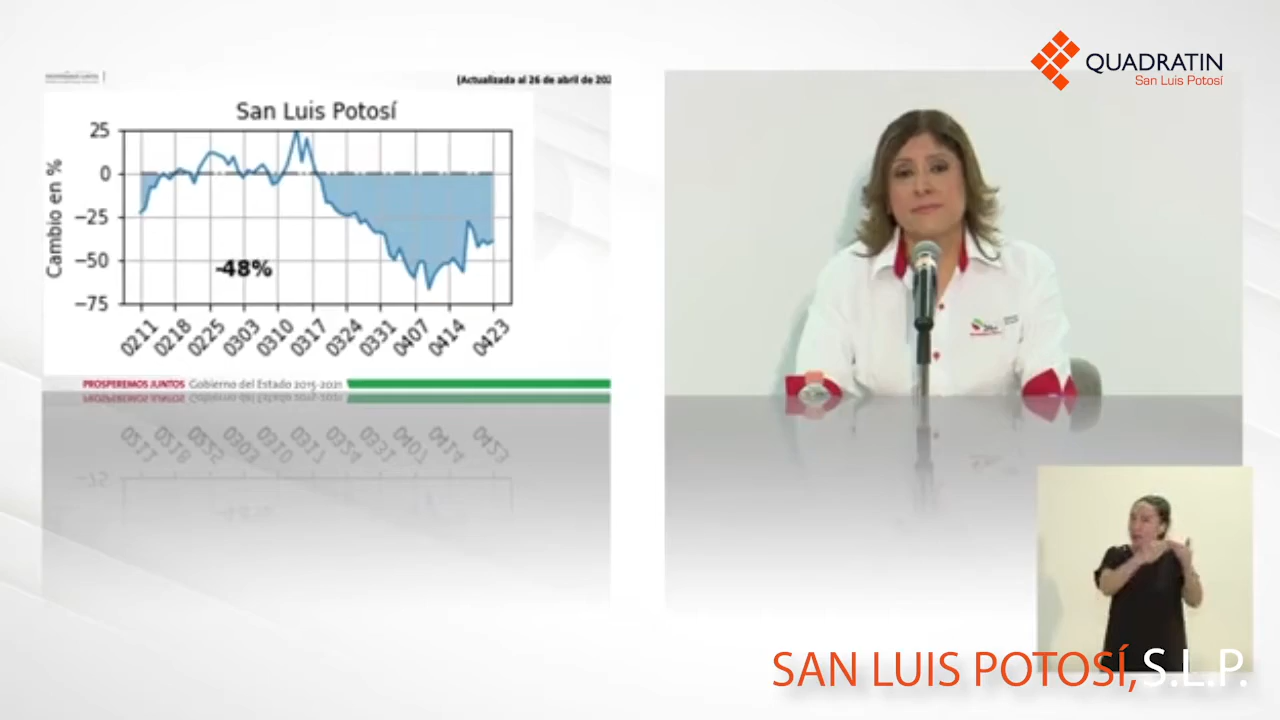 QUADRATIN
San Luis Potosí
(Actualizada al 26 de abril de 202
San Luis Potosí
Cambio en %
25
0
−25
−50
−75
-48%
0211
0218
0225
0303
0310
0317
0324
0331
0407
0414
0423
PROSPEREMOS JUNTOS Gobierno del Estado 2015-2021
SAN LUIS POTOSÍ, S.L.P.